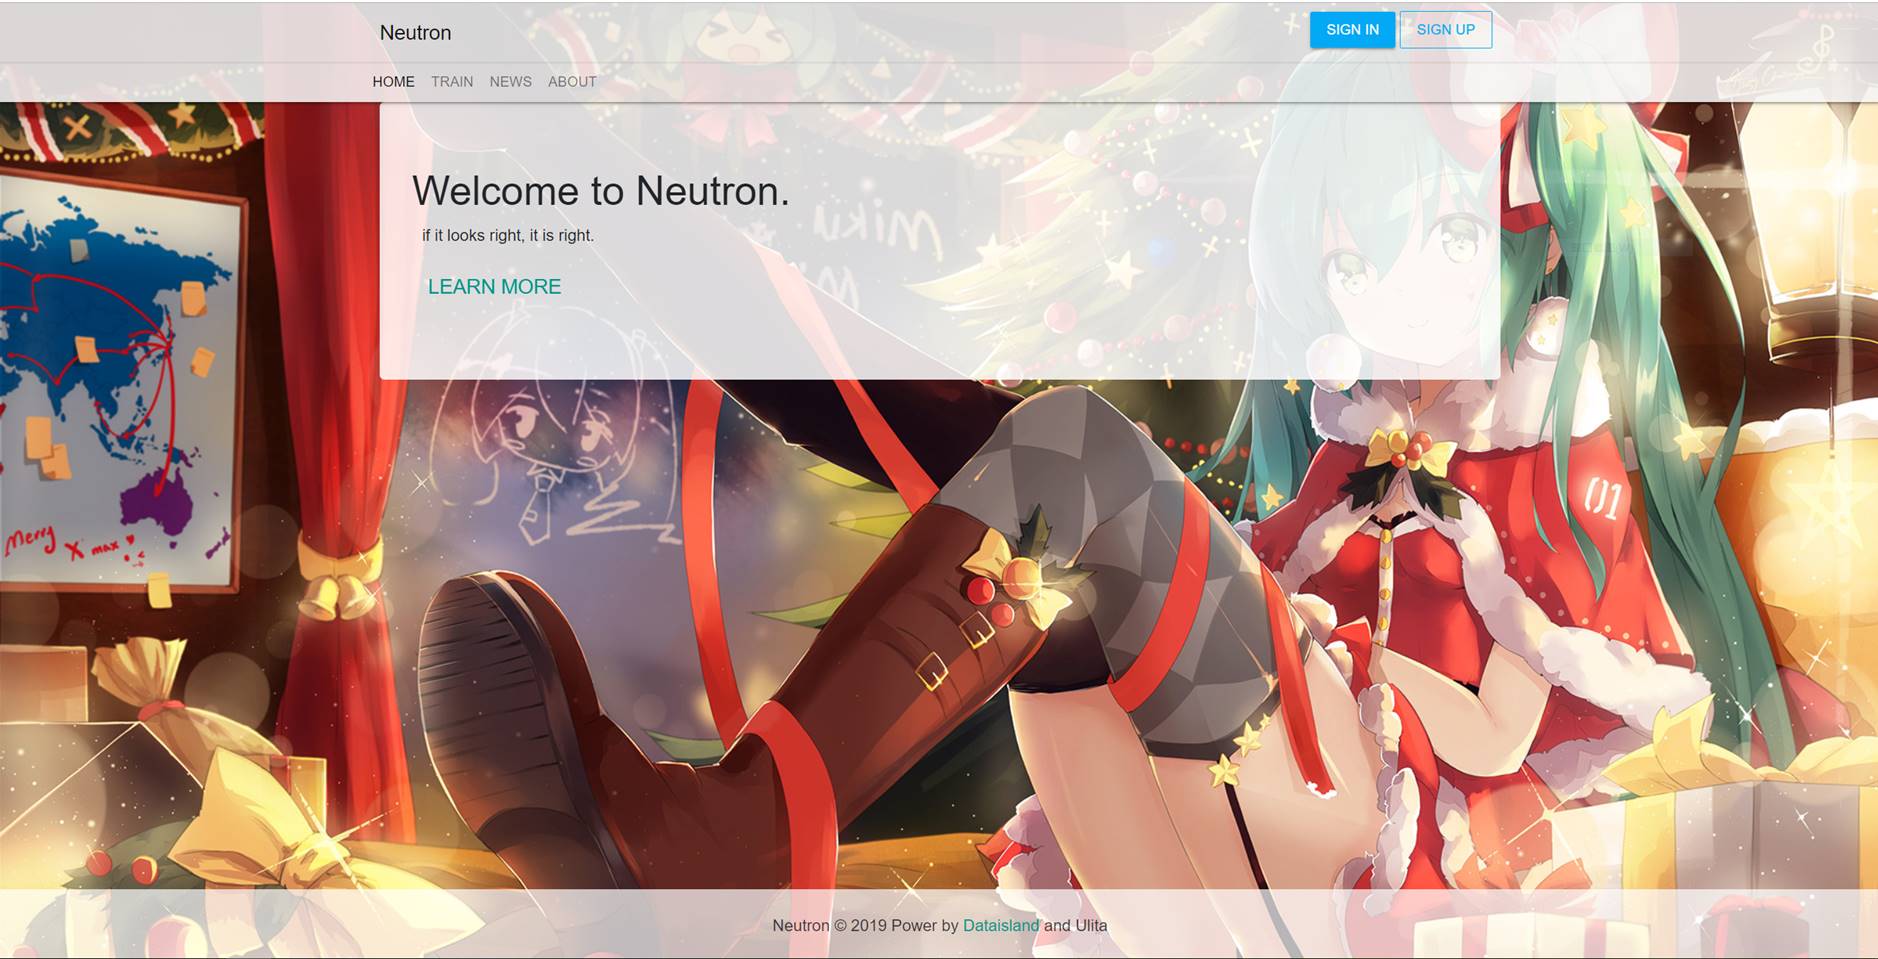 Neutron
SIGN IN SIGN UP
HOME TRAIN NEWS ABOUT
Welcome to Neutron.
if it looks right, it is right.
LEARN MORE
miku
Merry
X max
01
Neutron © 2019 Power by Dataisland and Ulita